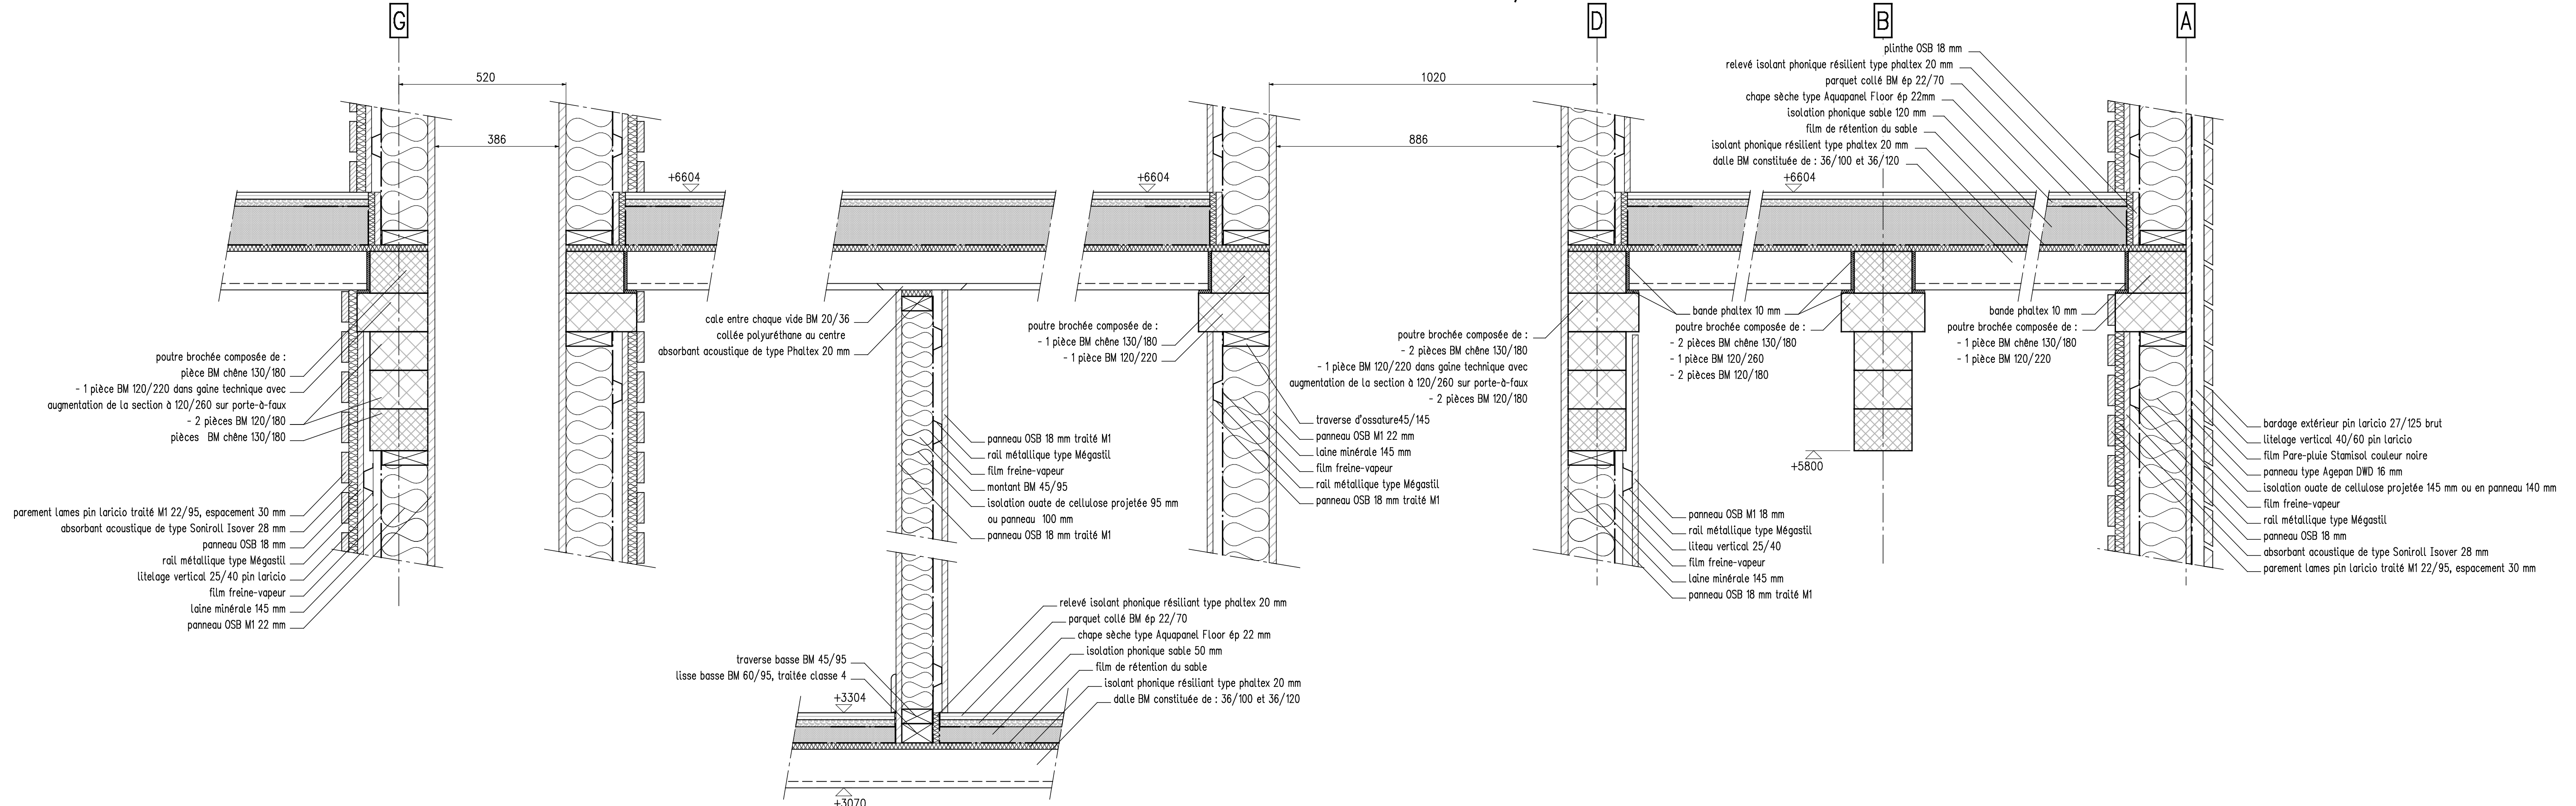 G
D
B
A
520
1020
386
886
+6604
+6604
+6604
plinthe OSB 18 mm
relevé isolant phonique résilient type phaltex 20 mm
parquet collé BM ép 22/70
chape sèche type Aquapanel Floor ép 22mm
isolation phonique sable 120 mm
film de rétention du sable
isolant phonique résilient type phaltex 20 mm
dalle BM constituée de : 36/100 et 36/120
poutre brochée composée de :
pièce BM chêne 130/180
- 1 pièce BM 120/220 dans gaine technique avec
augmentation de la section à 120/260 sur porte-à-faux
- 2 pièces BM 120/180
pièces BM chêne 130/180
parement lames pin laricio traité M1 22/95, espacement 30 mm
absorbant acoustique de type Soniroll Isover 28 mm
panneau OSB 18 mm
rail métallique type Mégastil
litelage vertical 25/40 pin laricio
film freine-vapeur
laine minérale 145 mm
panneau OSB M1 22 mm
cale entre chaque vide BM 20/36
collée polyuréthane au centre
absorbant acoustique de type Phaltex 20 mm
panneau OSB 18 mm traité M1
rail métallique type Mégastil
film freine-vapeur
montant BM 45/95
isolation ouate de cellulose projetée 95 mm
ou panneau 100 mm
panneau OSB 18 mm traité M1
poutre brochée composée de :
- 1 pièce BM chêne 130/180
- 1 pièce BM 120/220
traverse d'ossature45/145
panneau OSB M1 22 mm
laine minérale 145 mm
film freine-vapeur
rail métallique type Mégastil
panneau OSB 18 mm traité M1
poutre brochée composée de :
- 2 pièces BM chêne 130/180
- 1 pièce BM 120/220 dans gaine technique avec
augmentation de la section à 120/260 sur porte-à-faux
- 2 pièces BM 120/180
bande phaltex 10 mm
poutre brochée composée de :
- 2 pièces BM chêne 130/180
- 1 pièce BM 120/260
- 2 pièces BM 120/180
+5800
panneau OSB M1 18 mm
rail métallique type Mégastil
liteau vertical 25/40
film freine-vapeur
laine minérale 145 mm
panneau OSB 18 mm traité M1
bande phaltex 10 mm
poutre brochée composée de :
- 1 pièces BM chêne 130/180
- 1 pièce BM 120/220
bardage extérieur pin laricio 27/125 brut
litelage vertical 40/60 pin laricio
film Pare-pluie Stamisol couleur noire
panneau type Agepan DWD 16 mm
isolation ouate de cellulose projetée 145 mm ou en panneau 140 mm
film freine-vapeur
rail métallique type Mégastil
panneau OSB 18 mm
absorbant acoustique de type Soniroll Isover 28 mm
parement lames pin laricio traité M1 22/95, espacement 30 mm
relevé isolant phonique résiliant type phaltex 20 mm
parquet collé BM ép 22/70
chape sèche type Aquapanel Floor ép 22 mm
isolation phonique sable 50 mm
film de rétention du sable
isolant phonique résiliant type phaltex 20 mm
dalle BM constituée de : 36/100 et 36/120
traverse basse BM 45/95
lisse basse BM 60/95, traitée classe 4
+3304
+3070